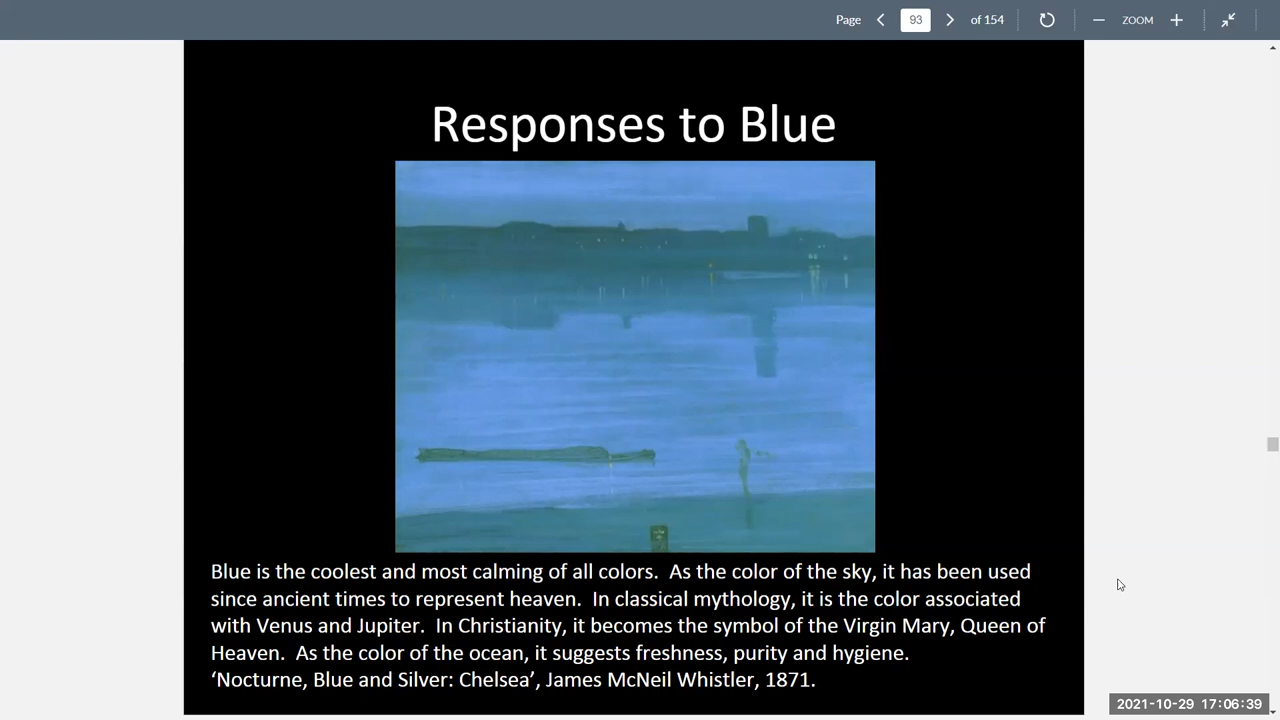 Page 93 of 154 ZOOM
Responses to Blue
Blue is the coolest and most calming of all colors.  As the color of the sky, it has been used
since ancient times to represent heaven.  In classical mythology, it is the color associated
with Venus and Jupiter.  In Christianity, it becomes the symbol of the Virgin Mary, Queen of
Heaven.  As the color of the ocean, it suggests freshness, purity and hygiene.
‘Nocturne, Blue and Silver: Chelsea’, James McNeil Whistler, 1871.
2021-10-29 17:06:39